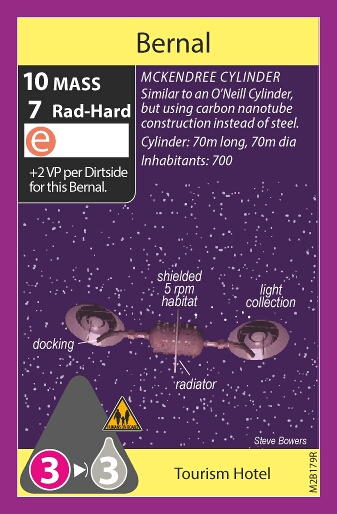 Bernal
10 MASS
7 Rad-Hard
e
+2 VP per Dirtside
for this Bernal.
MCKENDREE CYLINDER
Similar to an O'Neill Cylinder,
but using carbon nanotube
construction instead of steel.
Cylinder: 70m long, 70m dia
Inhabitants: 700
shielded
5 rpm
habitat
light
collection
docking
radiator
Steve Bowers
3 3
Tourism Hotel
M2B179R